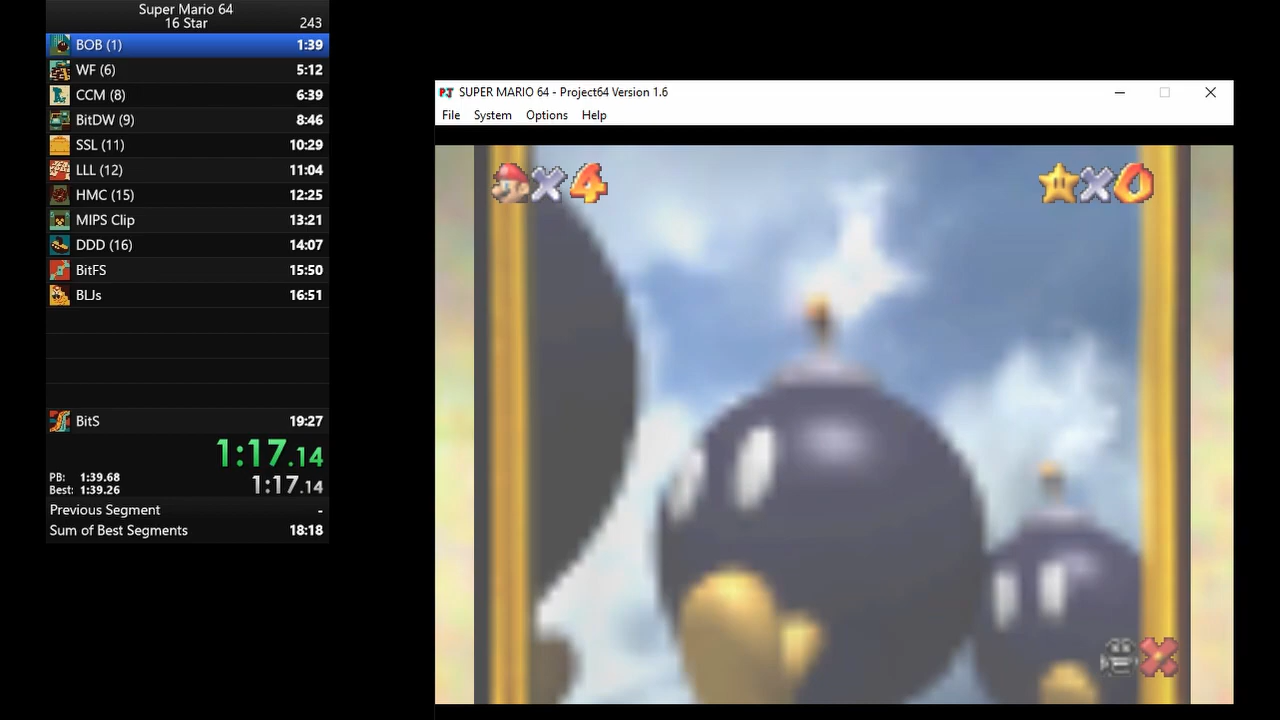 Super Mario 64
16 Star 243
BOB (1) 1:39
WF (6) 5:12
CCM (8) 6:39
BitDW (9) 8:46
SSL (11) 10:29
LLL (12) 11:04
HMC (15) 12:25
MIPS Clip 13:21
DDD (16) 14:07
BitFS 15:50
BLJs 16:51
BitS 19:27
1:17.14
PB: 1:39.68
Best: 1:39.26
1:17.14
Previous Segment -
Sum of Best Segments 18:18
SUPER MARIO 64 - Project64 Version 1.6
File System Options Help
×4
×0